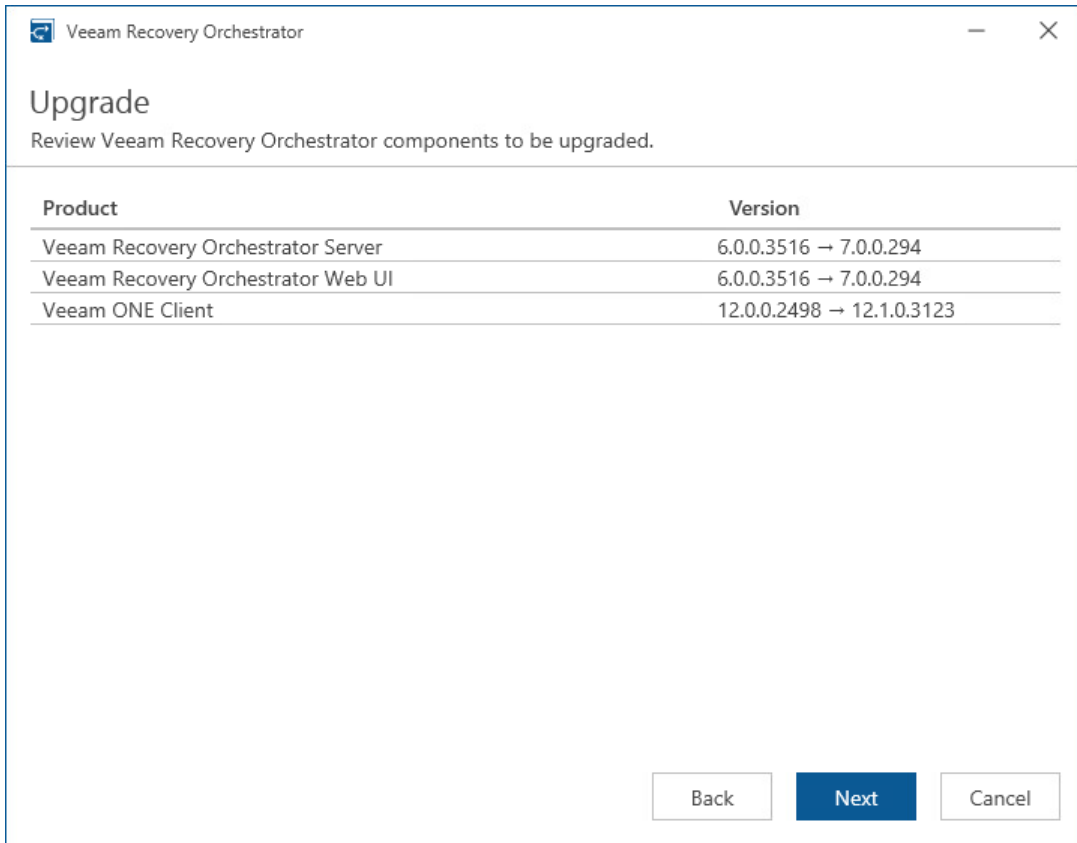 Veeam Recovery Orchestrator
Upgrade
Review Veeam Recovery Orchestrator components to be upgraded.
Product Version
Veeam Recovery Orchestrator Server 6.0.0.3516 → 7.0.0.294
Veeam Recovery Orchestrator Web UI 6.0.0.3516 → 7.0.0.294
Veeam ONE Client 12.0.0.2498 → 12.1.0.3123
Back Next Cancel